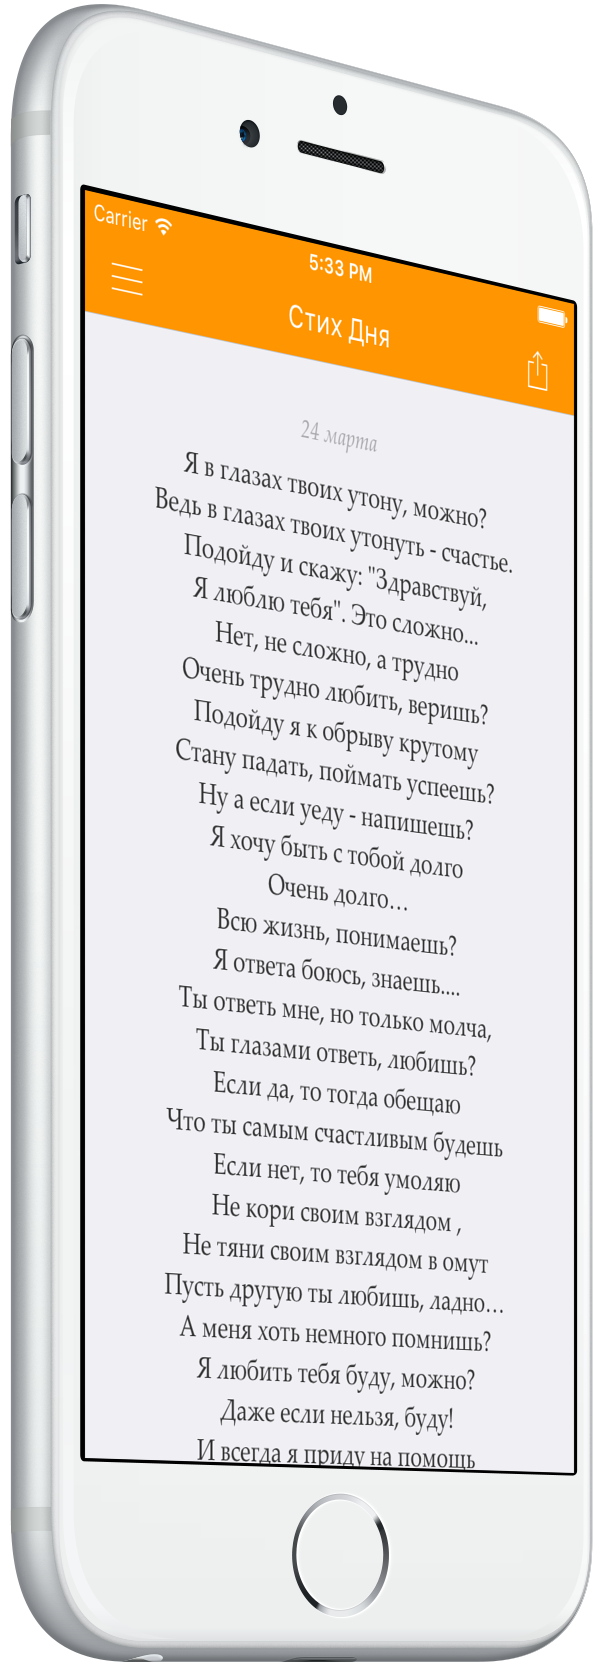 Carrier
5:33 PM
Стих Дня
24 марта
Я в глазах твоих утону, можно?
Ведь в глазах твоих утонуть - счастье.
Подойду и скажу: "Здравствуй,
Я люблю тебя". Это сложно...
Нет, не сложно, а трудно
Очень трудно любить, веришь?
Подойду я к обрыву крутому
Стану падать, поймать успеешь?
Ну а если уеду - напишешь?
Я хочу быть с тобой долго
Очень долго…
Всю жизнь, понимаешь?
Я ответа боюсь, знаешь....
Ты ответь мне, но только молча,
Ты глазами ответь, любишь?
Если да, то тогда обещаю
Что ты самым счастливым будешь
Если нет, то тебя умоляю
Не кори своим взглядом ,
Не тяни своим взглядом в омут
Пусть другую ты любишь, ладно…
А меня хоть немного помнишь?
Я любить тебя буду, можно?
Даже если нельзя, буду!
И всегда я приду на помощь